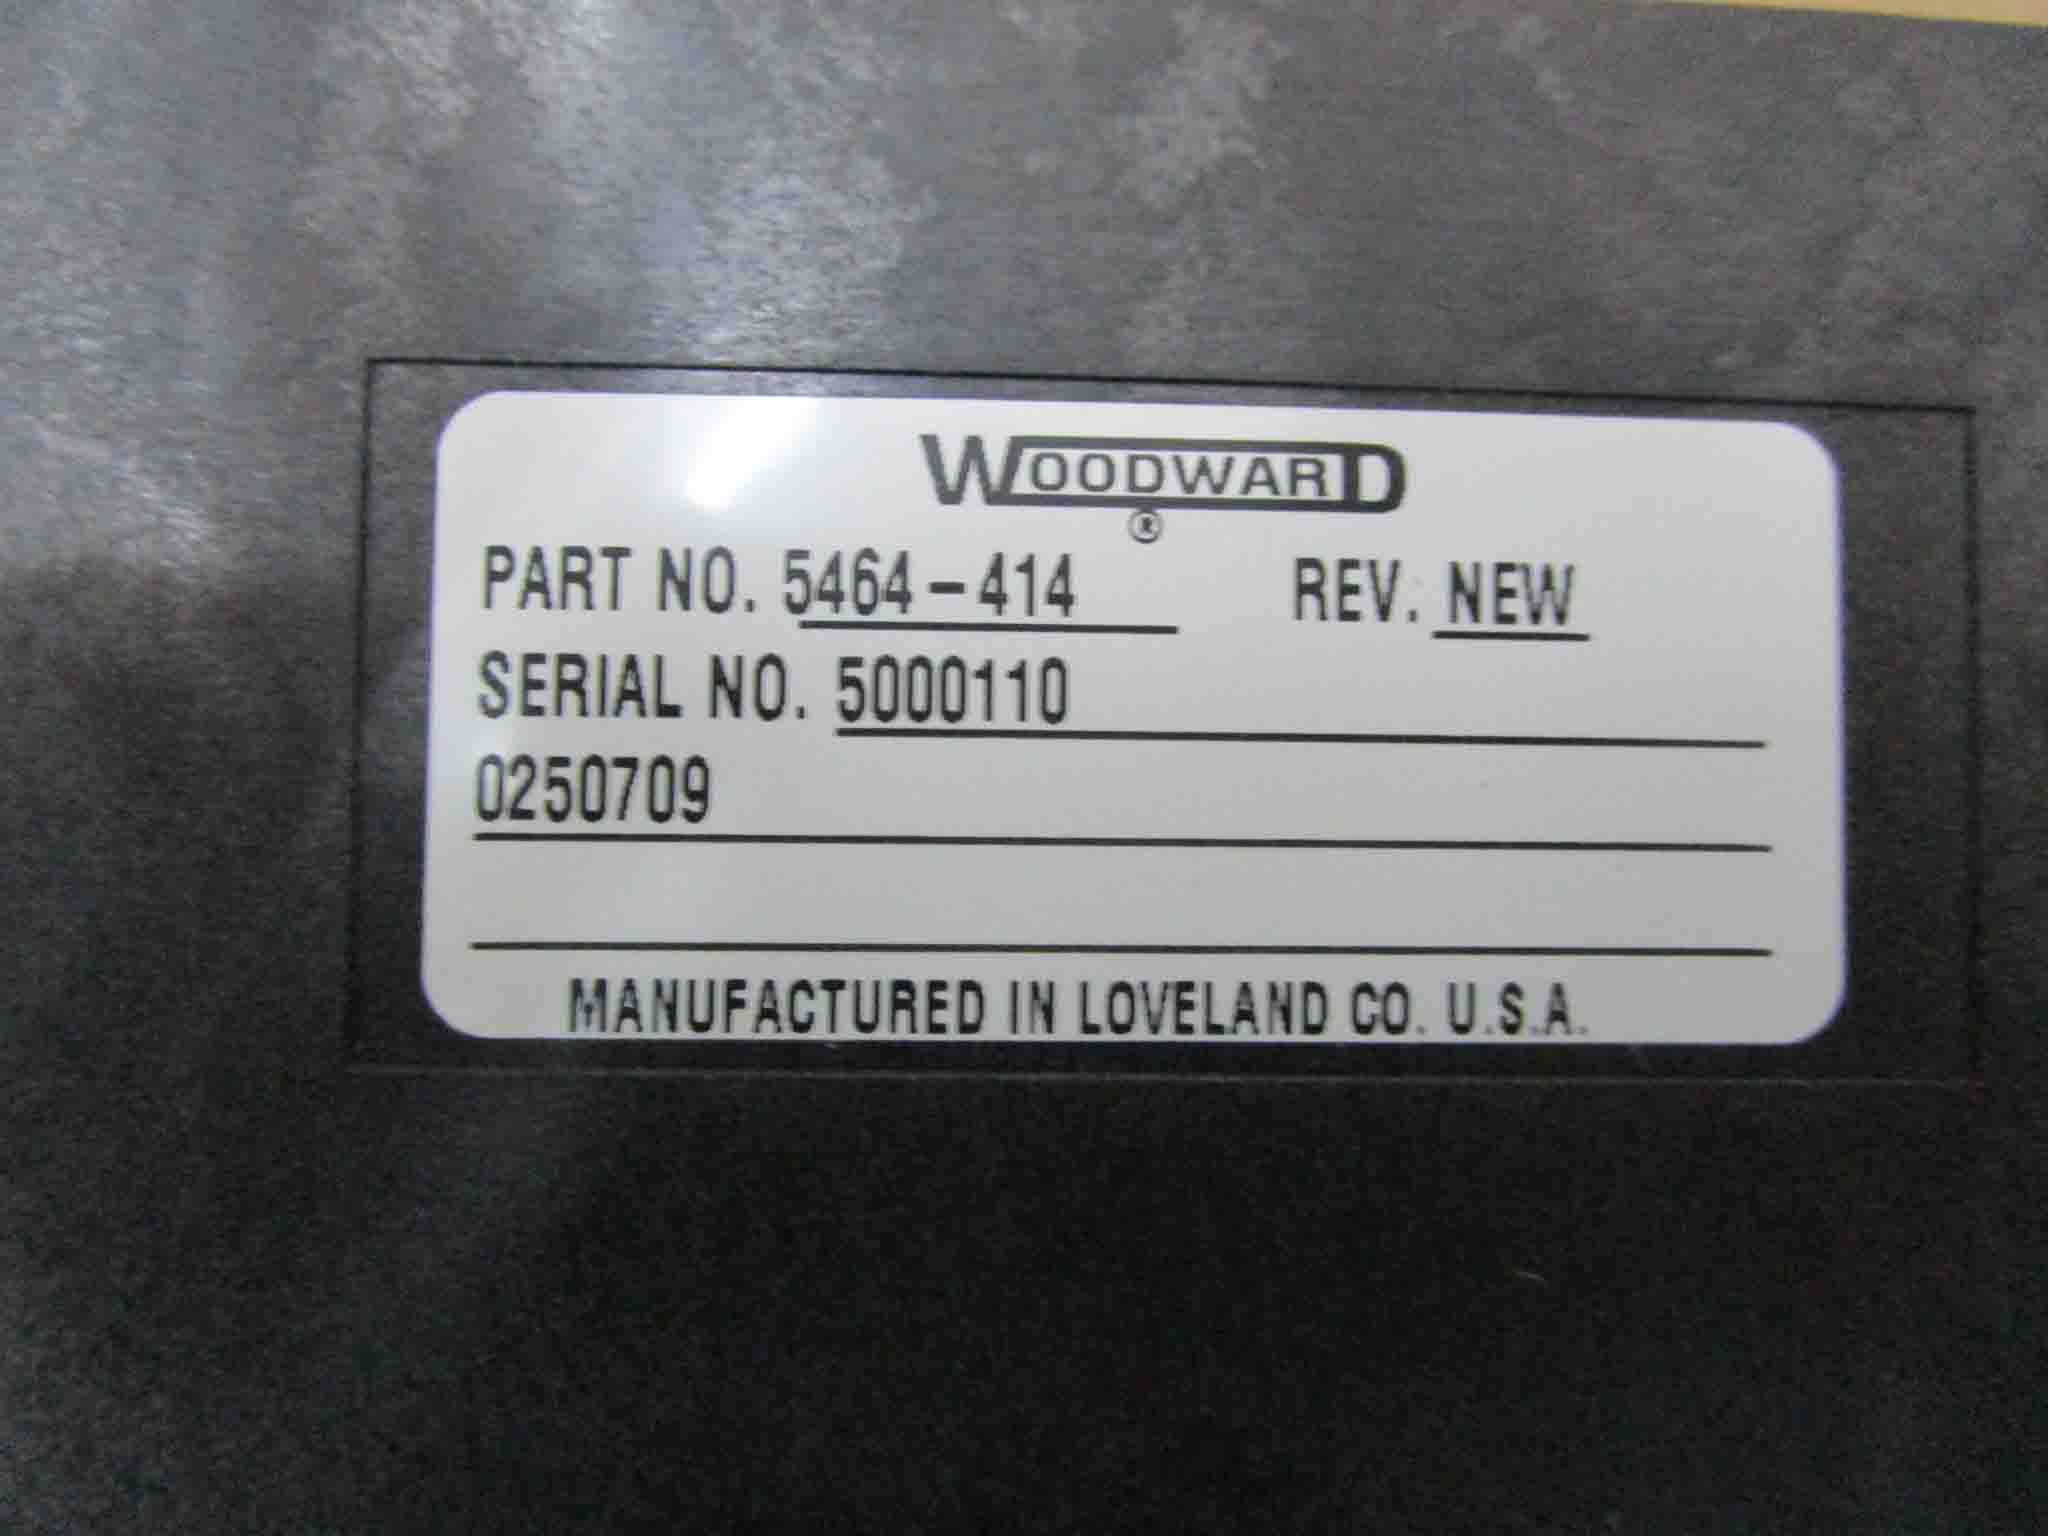 WOODWARD
®
PART NO. 5464-414 REV. NEW
SERIAL NO. 5000110
0250709
MANUFACTURED IN LOVELAND CO. U.S.A.